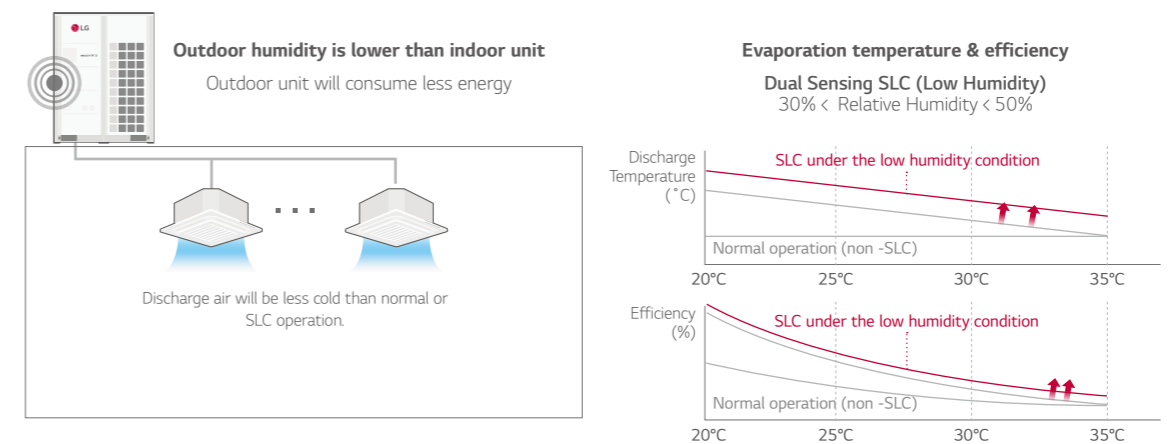 LG
Outdoor humidity is lower than indoor unit
Outdoor unit will consume less energy
Discharge air will be less cold than normal or
SLC operation.
Evaporation temperature & efficiency
Dual Sensing SLC (Low Humidity)
30% < Relative Humidity < 50%
Discharge
Temperature
(˚C)
SLC under the low humidity condition
Normal operation (non -SLC)
20°C 25°C 30°C 35°C
Efficiency
(%)
SLC under the low humidity condition
Normal operation (non -SLC)
20°C 25°C 30°C 35°C